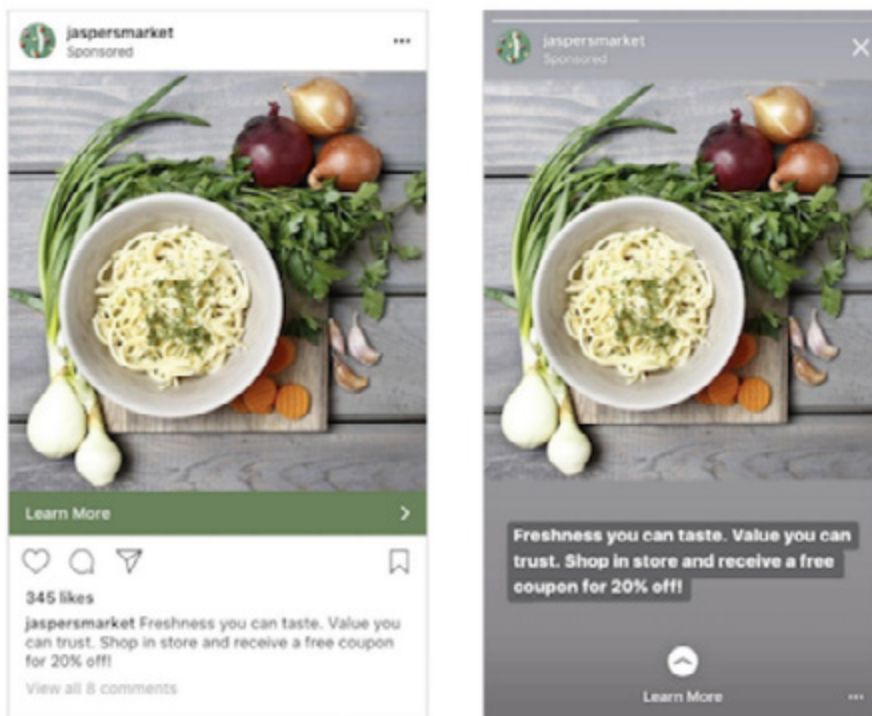 jaspersmarket
Sponsored
Learn More
345 likes
jaspersmarket Freshness you can taste. Value you
can trust. Shop in store and receive a free coupon
for 20% off!
View all 8 comments
jaspersmarket
Sponsored
Freshness you can taste. Value you can
trust. Shop in store and receive a free
coupon for 20% off!
Learn More